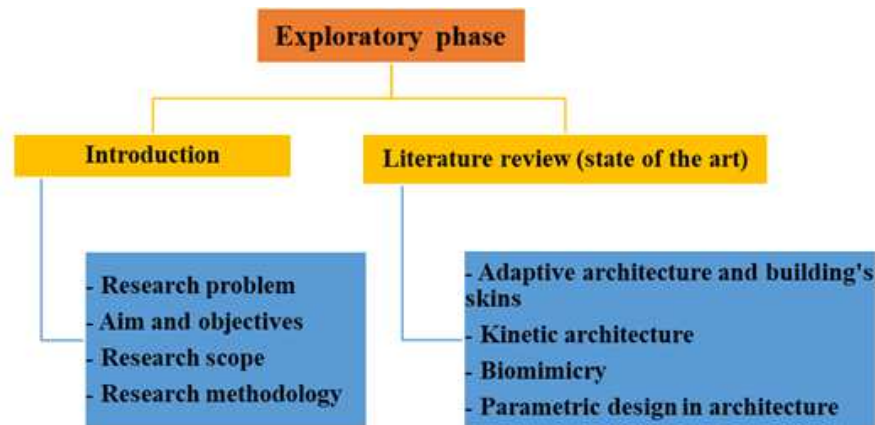 Exploratory phase
Introduction
Literature review (state of the art)
- Research problem
- Aim and objectives
- Research scope
- Research methodology
- Adaptive architecture and building's
skins
- Kinetic architecture
- Biomimicry
- Parametric design in architecture